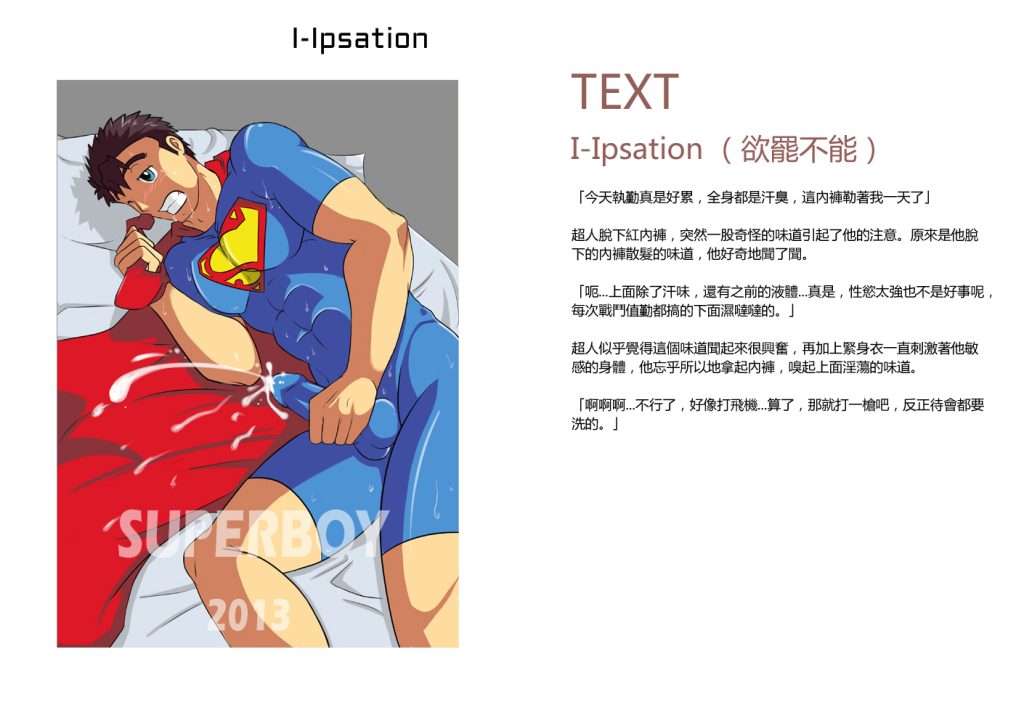 I-Ipsation
SUPERBOY
2013
TEXT
I-Ipsation （欲罷不能）
「今天執勤真是好累，全身都是汗臭，這內褲勒著我一天了」
超人脫下紅內褲，突然一股奇怪的味道引起了他的注意。原來是他脫
下的內褲散髮的味道，他好奇地聞了聞。
「呃...上面除了汗味，還有之前的液體...真是，性慾太強也不是好事呢，
每次戰鬥值勤都搞的下面濕噠噠的。」
超人似乎覺得這個味道聞起來很興奮，再加上緊身衣一直刺激著他敏
感的身體，他忘乎所以地拿起內褲，嗅起上面淫蕩的味道。
「啊啊啊...不行了，好像打飛機...算了，那就打一槍吧，反正待會都要
洗的。」